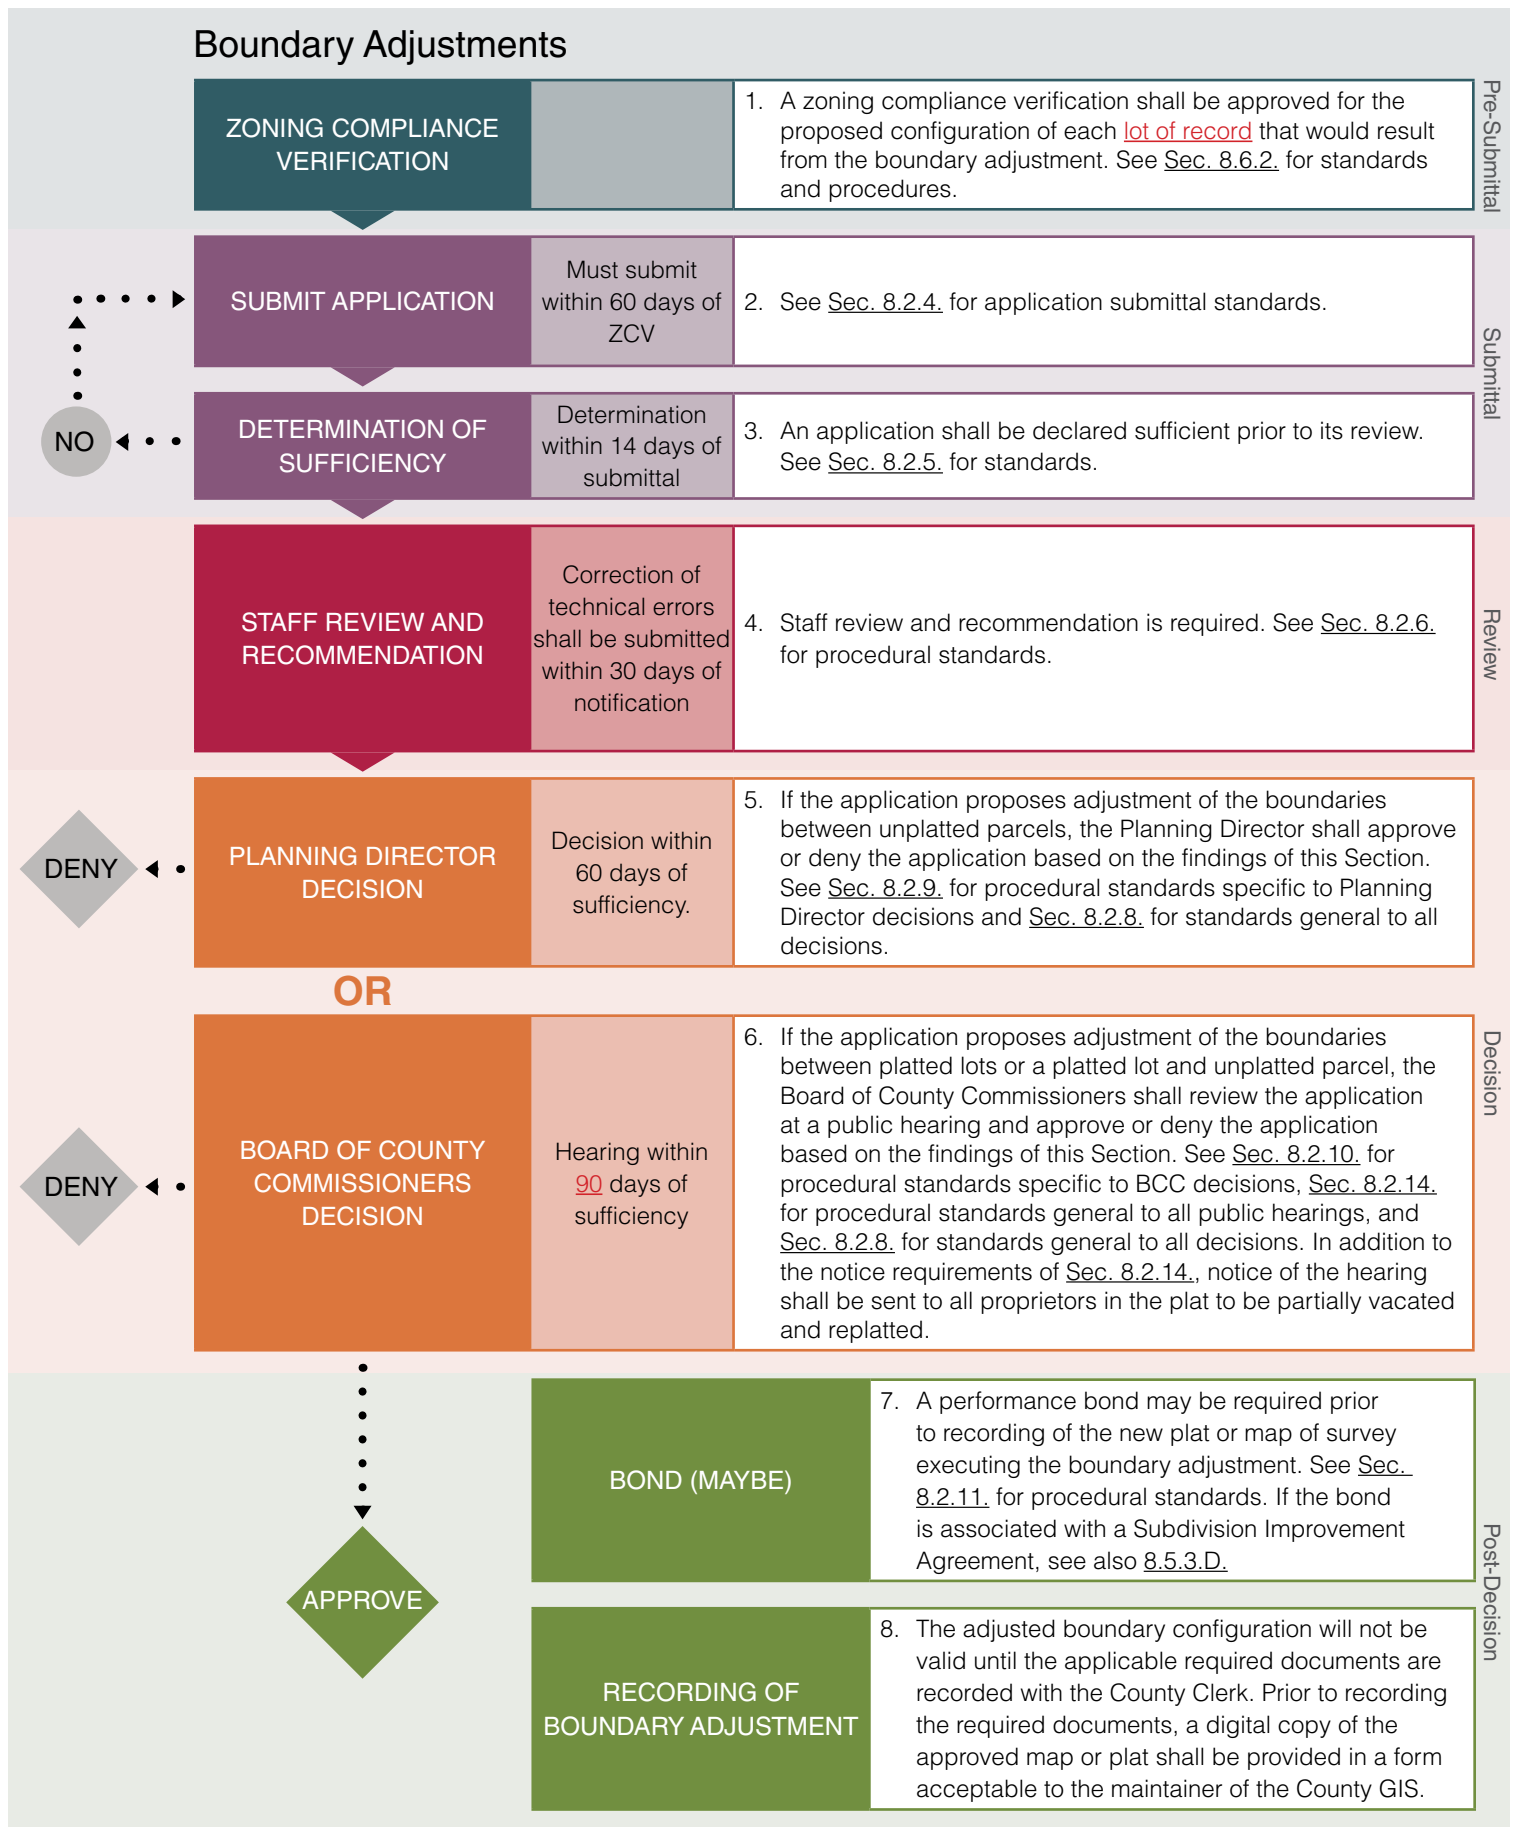 Boundary Adjustments
Pre-Submittal
ZONING COMPLIANCE
VERIFICATION
1. A zoning compliance verification shall be approved for the
proposed configuration of each lot of record that would result
from the boundary adjustment. See Sec. 8.6.2. for standards
and procedures.
Submittal
SUBMIT APPLICATION
Must submit
within 60 days of
ZCV
2. See Sec. 8.2.4. for application submittal standards.
NO
DETERMINATION OF
SUFFICIENCY
Determination
within 14 days of
submittal
3. An application shall be declared sufficient prior to its review.
See Sec. 8.2.5. for standards.
Review
STAFF REVIEW AND
RECOMMENDATION
Correction of
technical errors
shall be submitted
within 30 days of
notification
4. Staff review and recommendation is required. See Sec. 8.2.6.
for procedural standards.
Decision
DENY
PLANNING DIRECTOR
DECISION
Decision within
60 days of
sufficiency.
5. If the application proposes adjustment of the boundaries
between unplatted parcels, the Planning Director shall approve
or deny the application based on the findings of this Section.
See Sec. 8.2.9. for procedural standards specific to Planning
Director decisions and Sec. 8.2.8. for standards general to all
decisions.
OR
DENY
BOARD OF COUNTY
COMMISSIONERS
DECISION
Hearing within
90 days of
sufficiency
6. If the application proposes adjustment of the boundaries
between platted lots or a platted lot and unplatted parcel, the
Board of County Commissioners shall review the application
at a public hearing and approve or deny the application
based on the findings of this Section. See Sec. 8.2.10. for
procedural standards specific to BCC decisions, Sec. 8.2.14.
for procedural standards general to all public hearings, and
Sec. 8.2.8. for standards general to all decisions. In addition to
the notice requirements of Sec. 8.2.14., notice of the hearing
shall be sent to all proprietors in the plat to be partially vacated
and replatted.
Post-Decision
APPROVE
BOND (MAYBE)
7. A performance bond may be required prior
to recording of the new plat or map of survey
executing the boundary adjustment. See Sec.
8.2.11. for procedural standards. If the bond
is associated with a Subdivision Improvement
Agreement, see also 8.5.3.D.
RECORDING OF
BOUNDARY ADJUSTMENT
8. The adjusted boundary configuration will not be
valid until the applicable required documents are
recorded with the County Clerk. Prior to recording
the required documents, a digital copy of the
approved map or plat shall be provided in a form
acceptable to the maintainer of the County GIS.